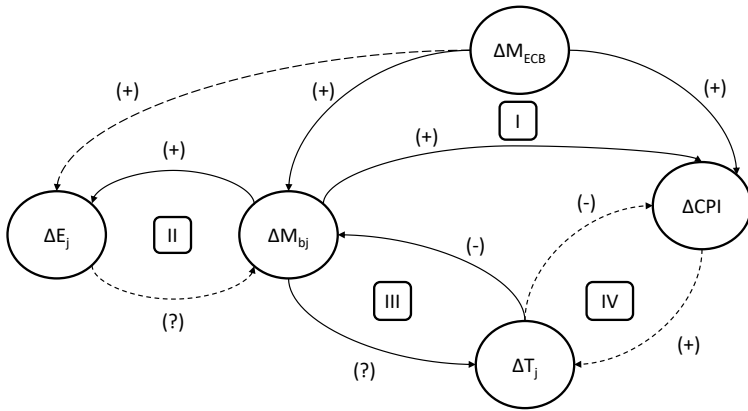 ΔM_ECB
(+)
(+)
(+)
I
(+)
(+)
ΔE_j
II
ΔM_bj
ΔCPI
(-)
(-)
III
IV
(?)
(?)
(+)
ΔT_j